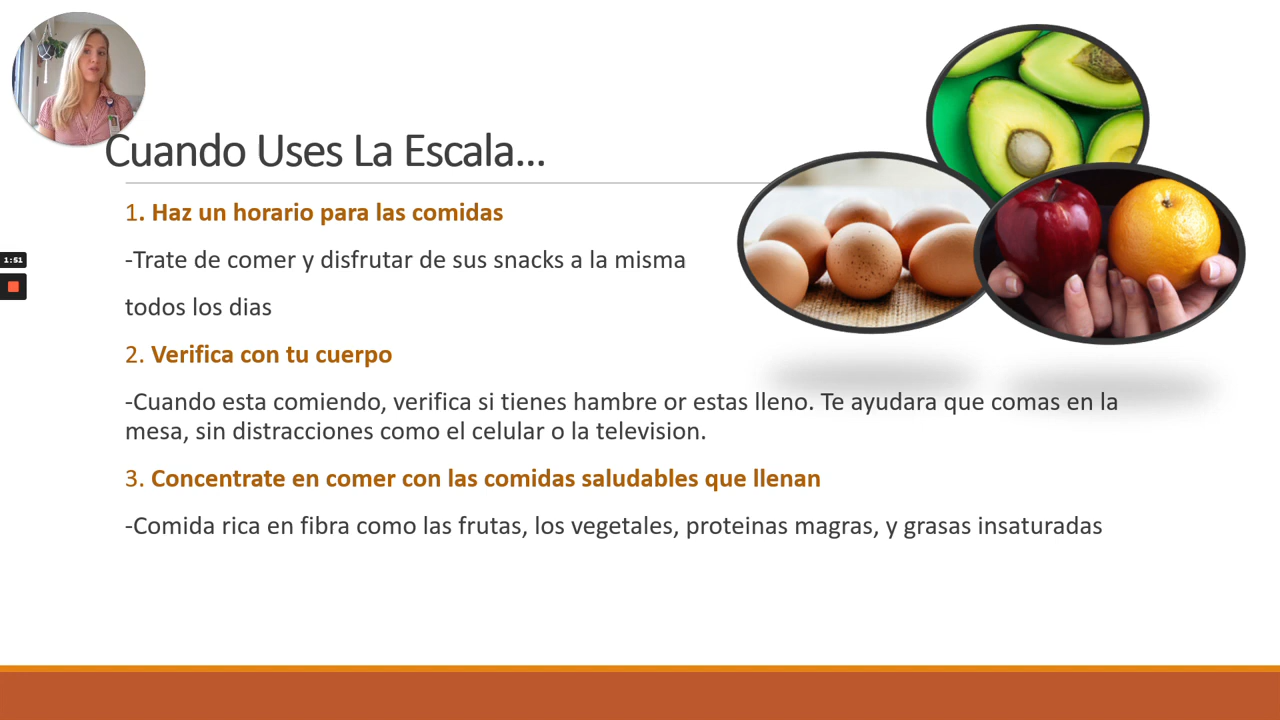 Cuando Uses La Escala...
1. Haz un horario para las comidas
-Trate de comer y disfrutar de sus snacks a la misma
todos los dias
2. Verifica con tu cuerpo
-Cuando esta comiendo, verifica si tienes hambre or estas lleno. Te ayudara que comas en la
mesa, sin distracciones como el celular o la television.
3. Concentrate en comer con las comidas saludables que llenan
-Comida rica en fibra como las frutas, los vegetales, proteinas magras, y grasas insaturadas
1:51